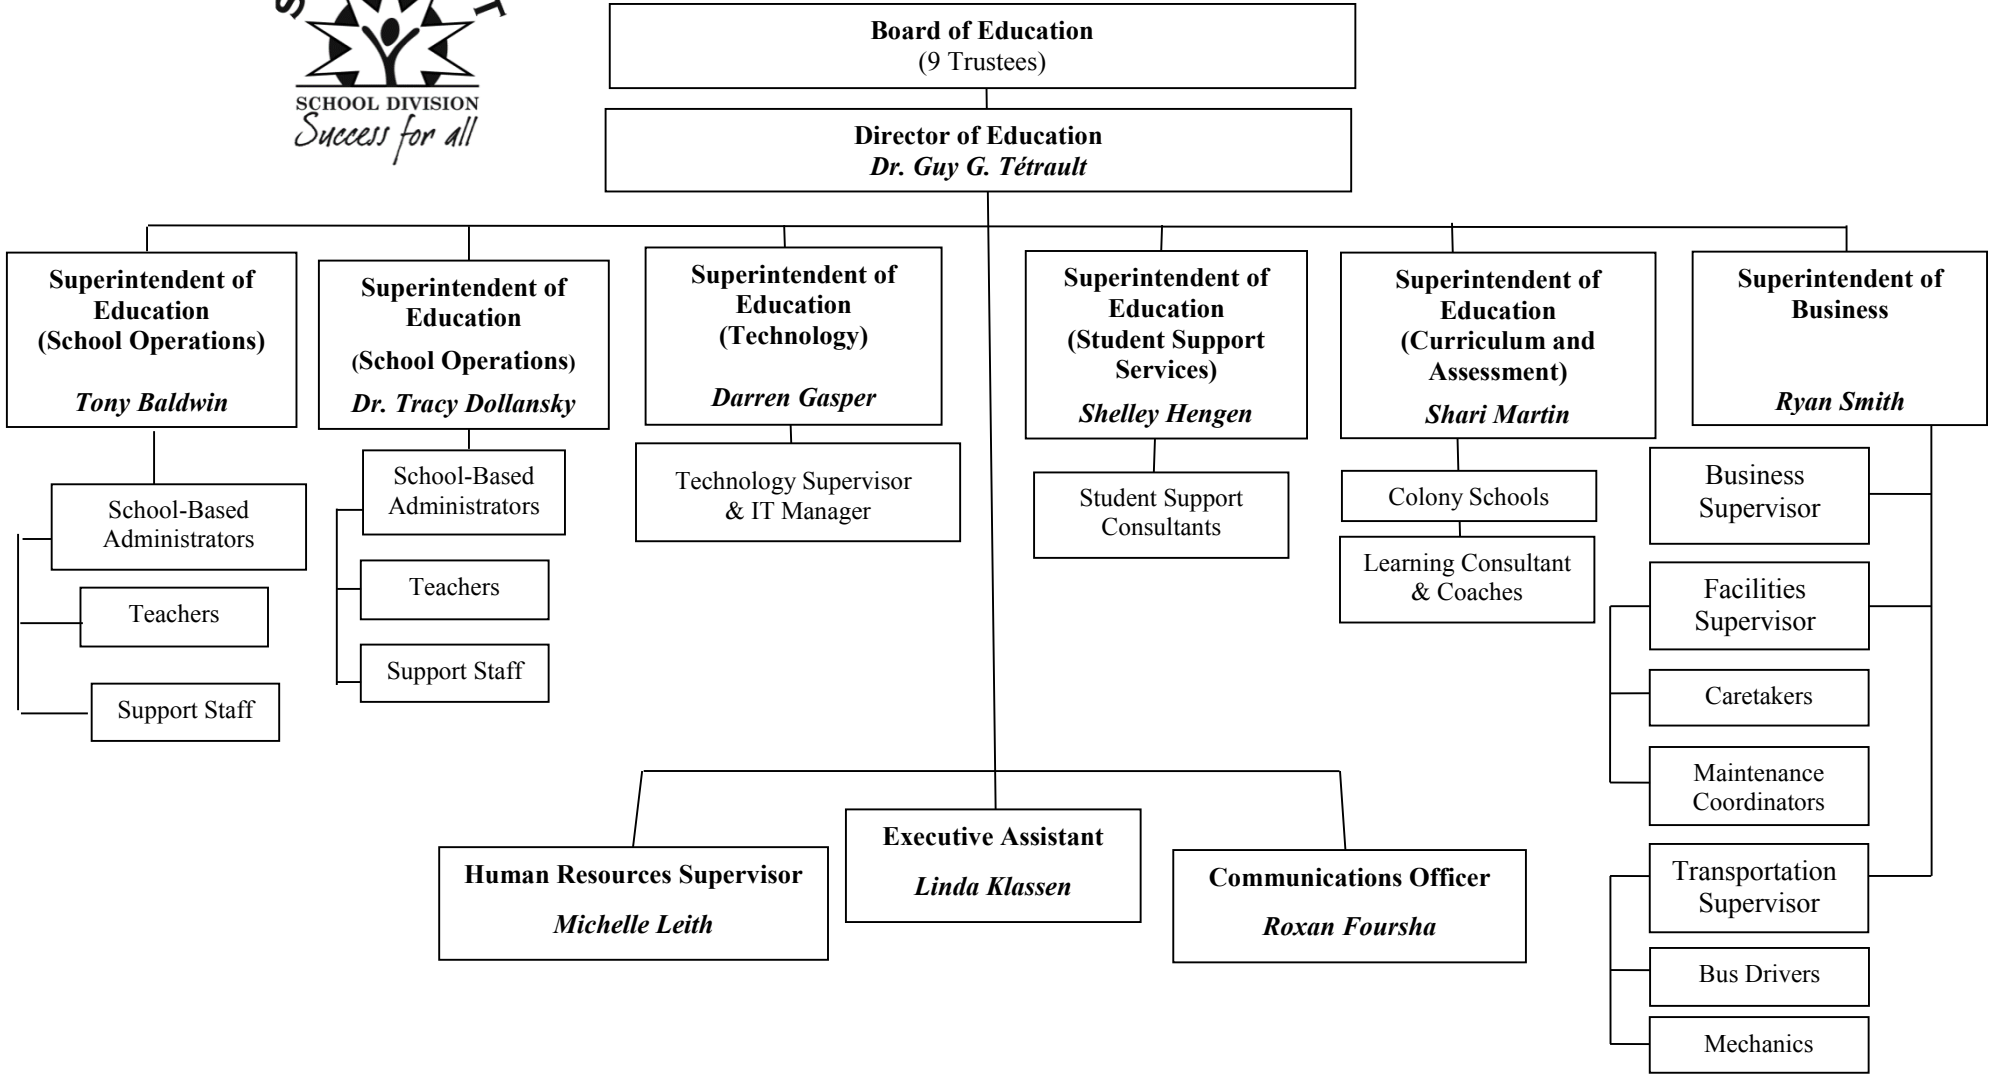 SCHOOL DIVISION
Success for all
Board of Education
(9 Trustees)
Director of Education
Dr. Guy G. Tétrault
Superintendent of
Education
(School Operations)
Tony Baldwin
School-Based
Administrators
Teachers
Support Staff
Superintendent of
Education
(School Operations)
Dr. Tracy Dollansky
School-Based
Administrators
Teachers
Support Staff
Superintendent of
Education
(Technology)
Darren Gasper
Technology Supervisor
& IT Manager
Superintendent of
Education
(Student Support
Services)
Shelley Hengen
Student Support
Consultants
Superintendent of
Education
(Curriculum and
Assessment)
Shari Martin
Colony Schools
Learning Consultant
& Coaches
Superintendent of
Business
Ryan Smith
Business
Supervisor
Facilities
Supervisor
Caretakers
Maintenance
Coordinators
Transportation
Supervisor
Bus Drivers
Mechanics
Human Resources Supervisor
Michelle Leith
Executive Assistant
Linda Klassen
Communications Officer
Roxan Foursha